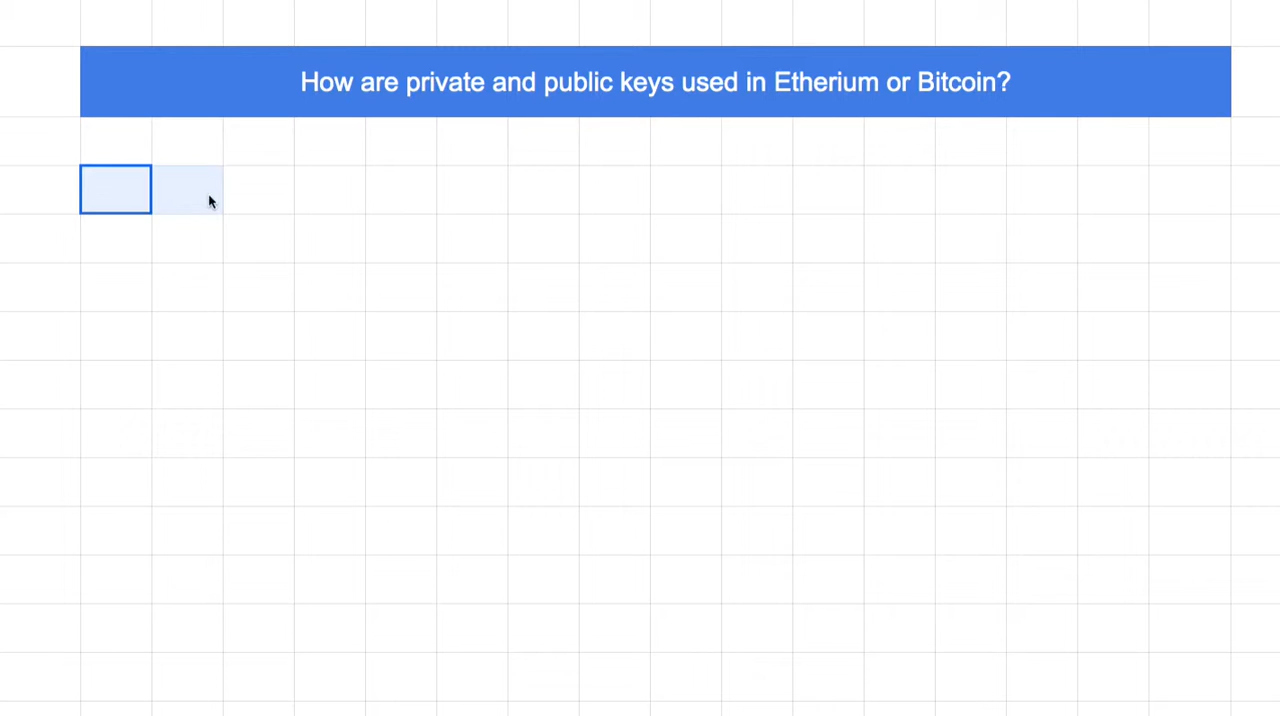 How are private and public keys used in Etherium or Bitcoin?